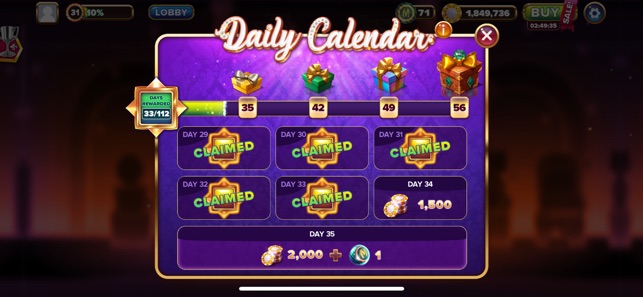 31 10%
LOBBY
M 71
1,849,736
BUY
SALE!
02:49:35
Daily Calendar
i
DAYS
REWARDED
33/112
35
42
49
56
DAY 29
CLAIMED
DAY 30
CLAIMED
DAY 31
CLAIMED
DAY 32
CLAIMED
DAY 33
CLAIMED
DAY 34
1,500
DAY 35
2,000 + 1